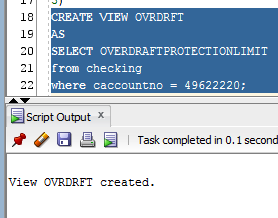 17
5)
18
CREATE VIEW OVRDRFT
19
AS
20
SELECT OVERDRAFTPROTECTIONLIMIT
21
from checking
22
where caccountno = 49622220;
Script Output x
Task completed in 0.1 second
View OVRDRFT created.